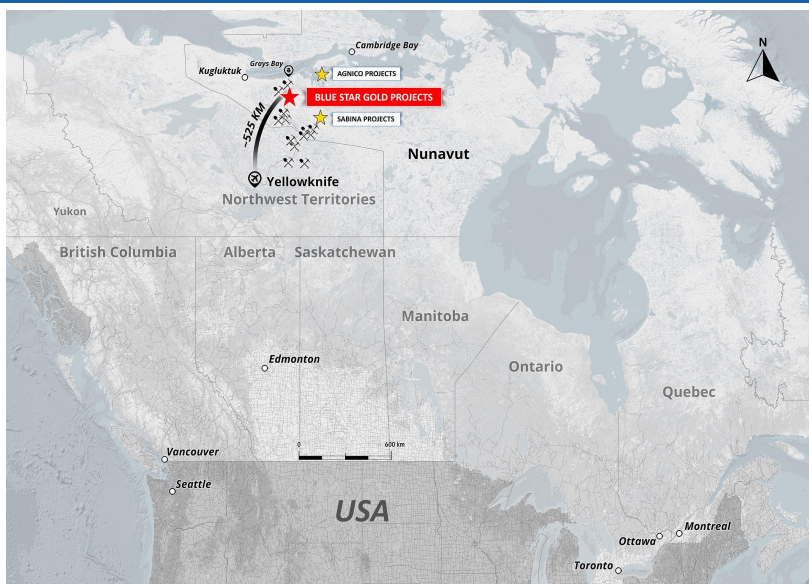 Cambridge Bay
N
Grays Bay
Kugluktuk
AGNICO PROJECTS
BLUE STAR GOLD PROJECTS
~525 KM
SABINA PROJECTS
Nunavut
Yellowknife
Northwest Territories
Yukon
British Columbia
Alberta
Saskatchewan
Manitoba
Edmonton
Ontario
Quebec
0
600 km
Vancouver
Seattle
USA
Ottawa
Montreal
Toronto